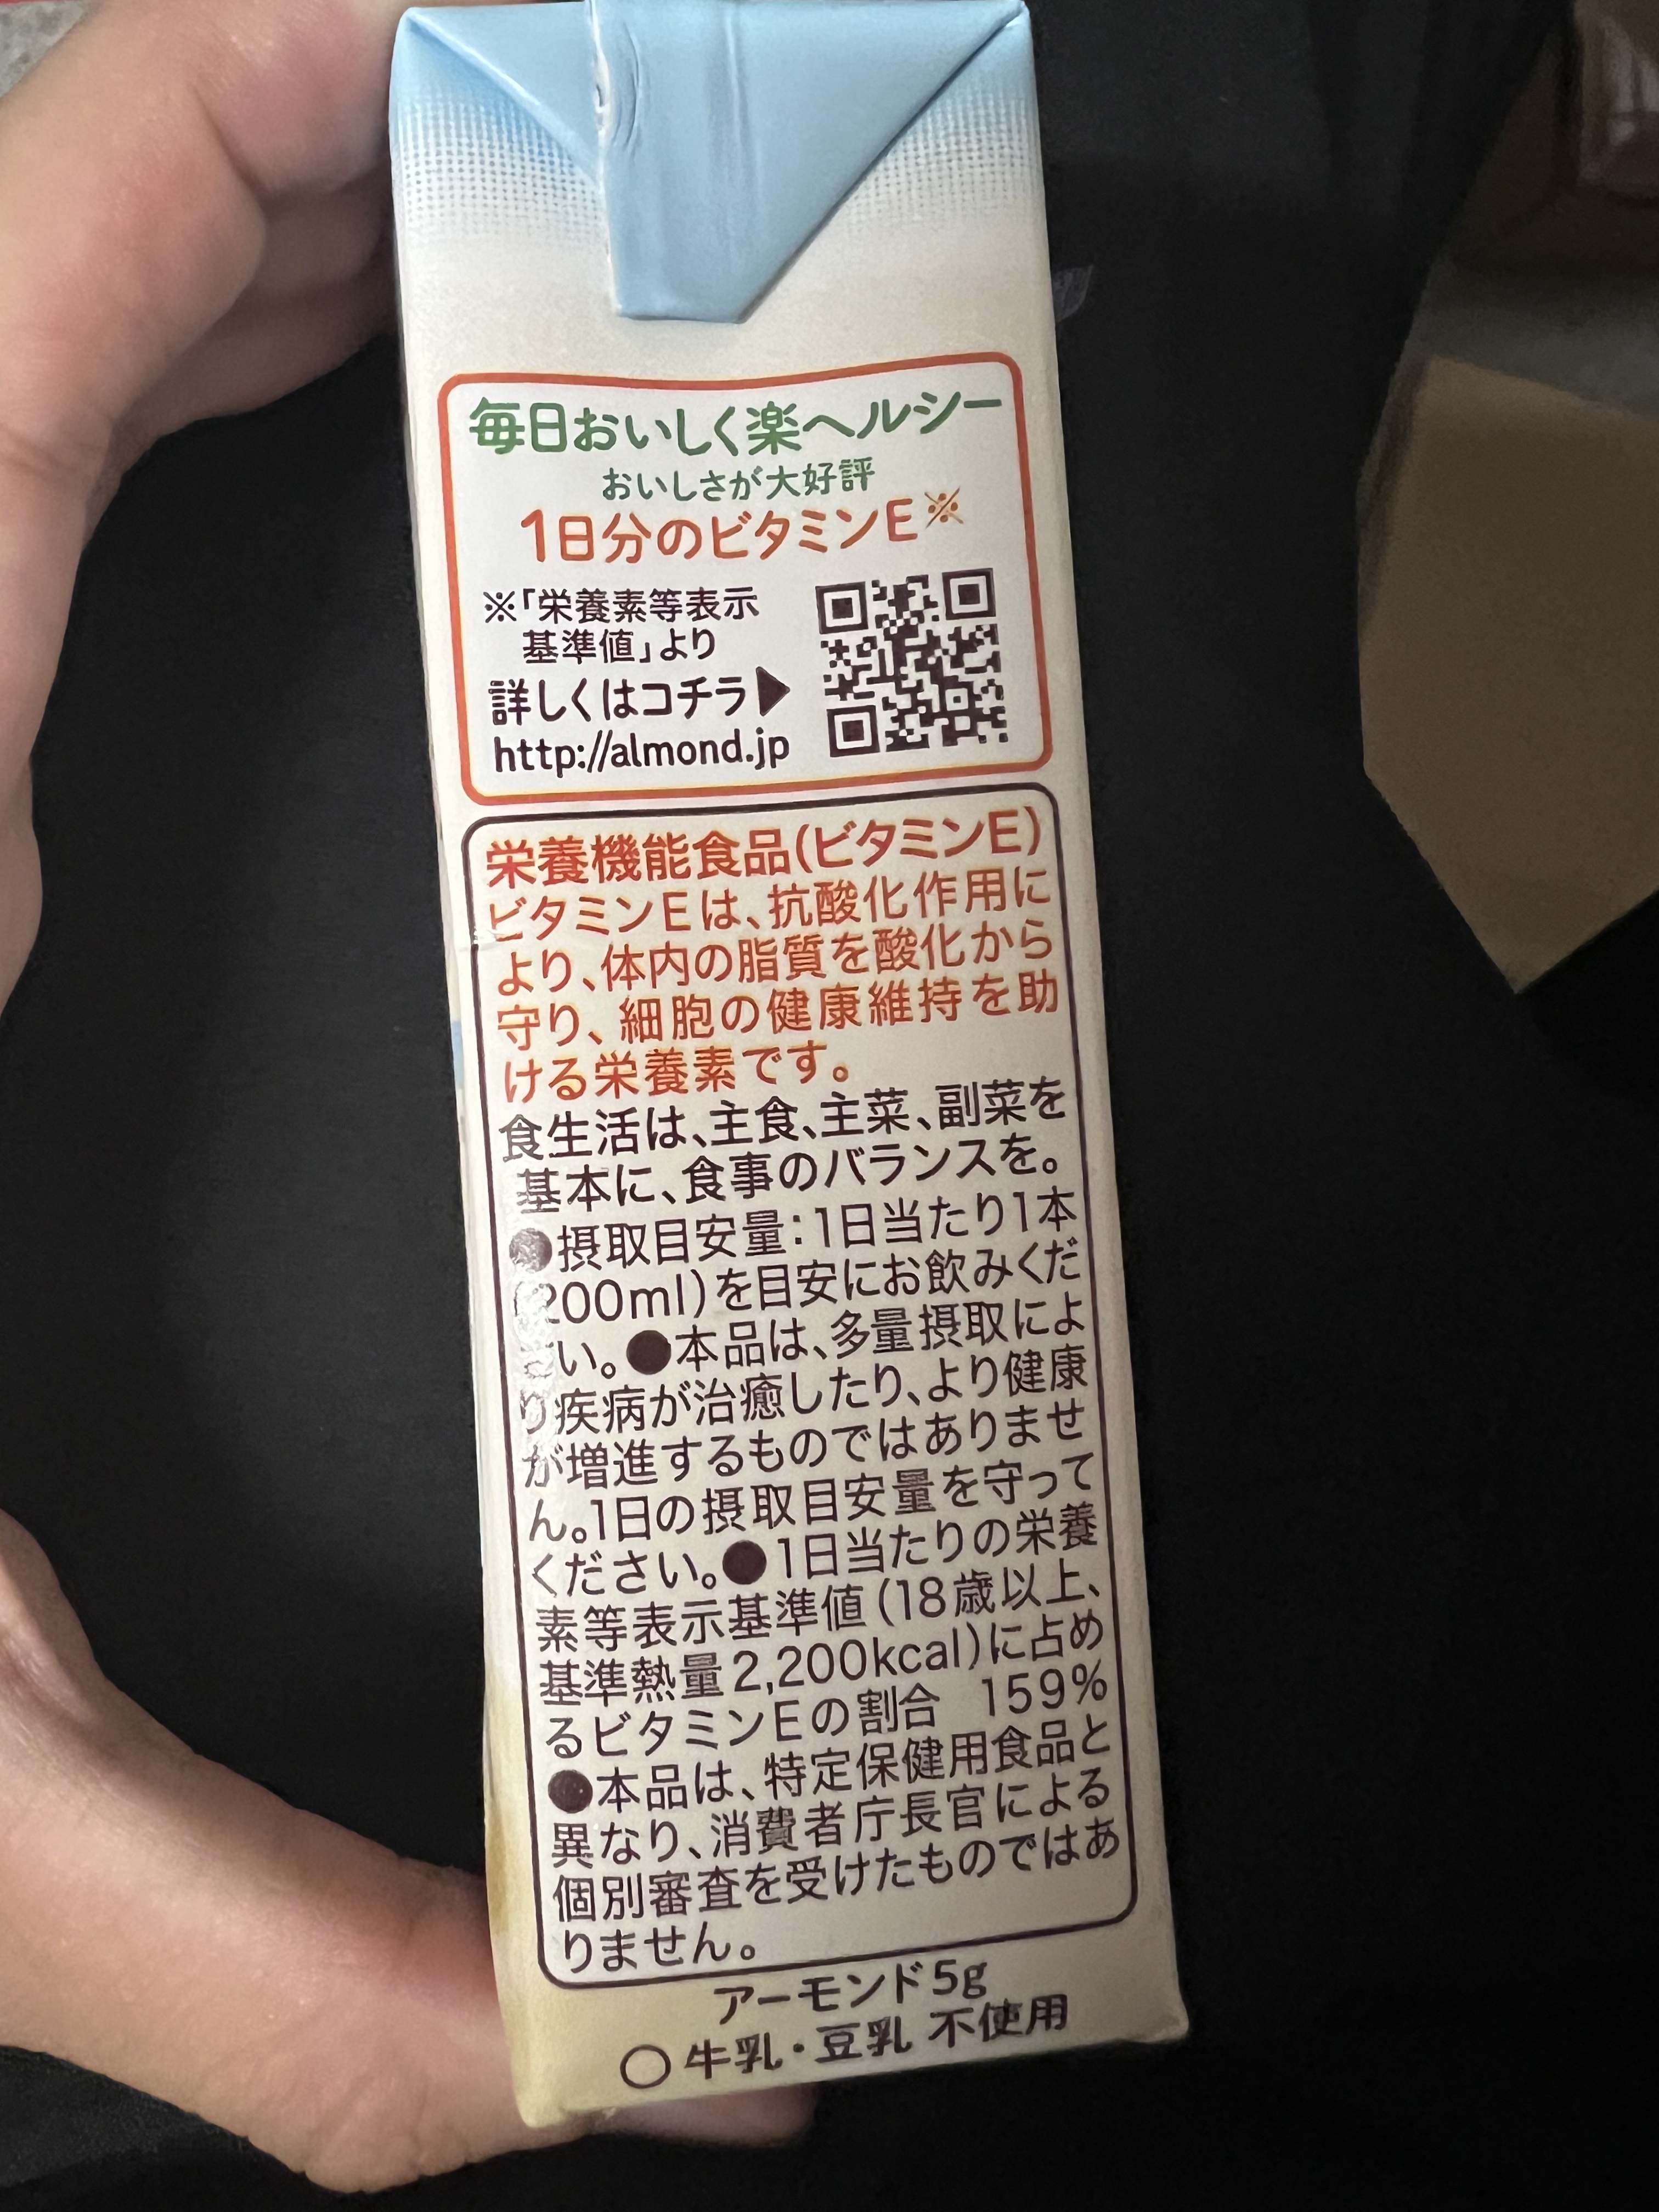 毎日おいしく楽ヘルシー
おいしさが大好評
1日分のビタミンE※
※「栄養素等表示
基準値」より
詳しくはコチラ▶
http://almond.jp
栄養機能食品(ビタミンE)
ビタミンEは、抗酸化作用に
より、体内の脂質を酸化から
守り、細胞の健康維持を助
ける栄養素です。
食生活は、主食、主菜、副菜を
基本に、食事のバランスを。
●摂取目安量:1日当たり1本
(200ml)を目安にお飲みくだ
さい。●本品は、多量摂取によ
り疾病が治癒したり、より健康
が増進するものではありませ
ん。1日の摂取目安量を守って
ください。●1日当たりの栄養
素等表示基準値(18歳以上、
基準熱量2,200kcal)に占め
るビタミンEの割合 159%
●本品は、特定保健用食品と
異なり、消費者庁長官による
個別審査を受けたものではあ
りません。
アーモンド5g
○牛乳・豆乳 不使用